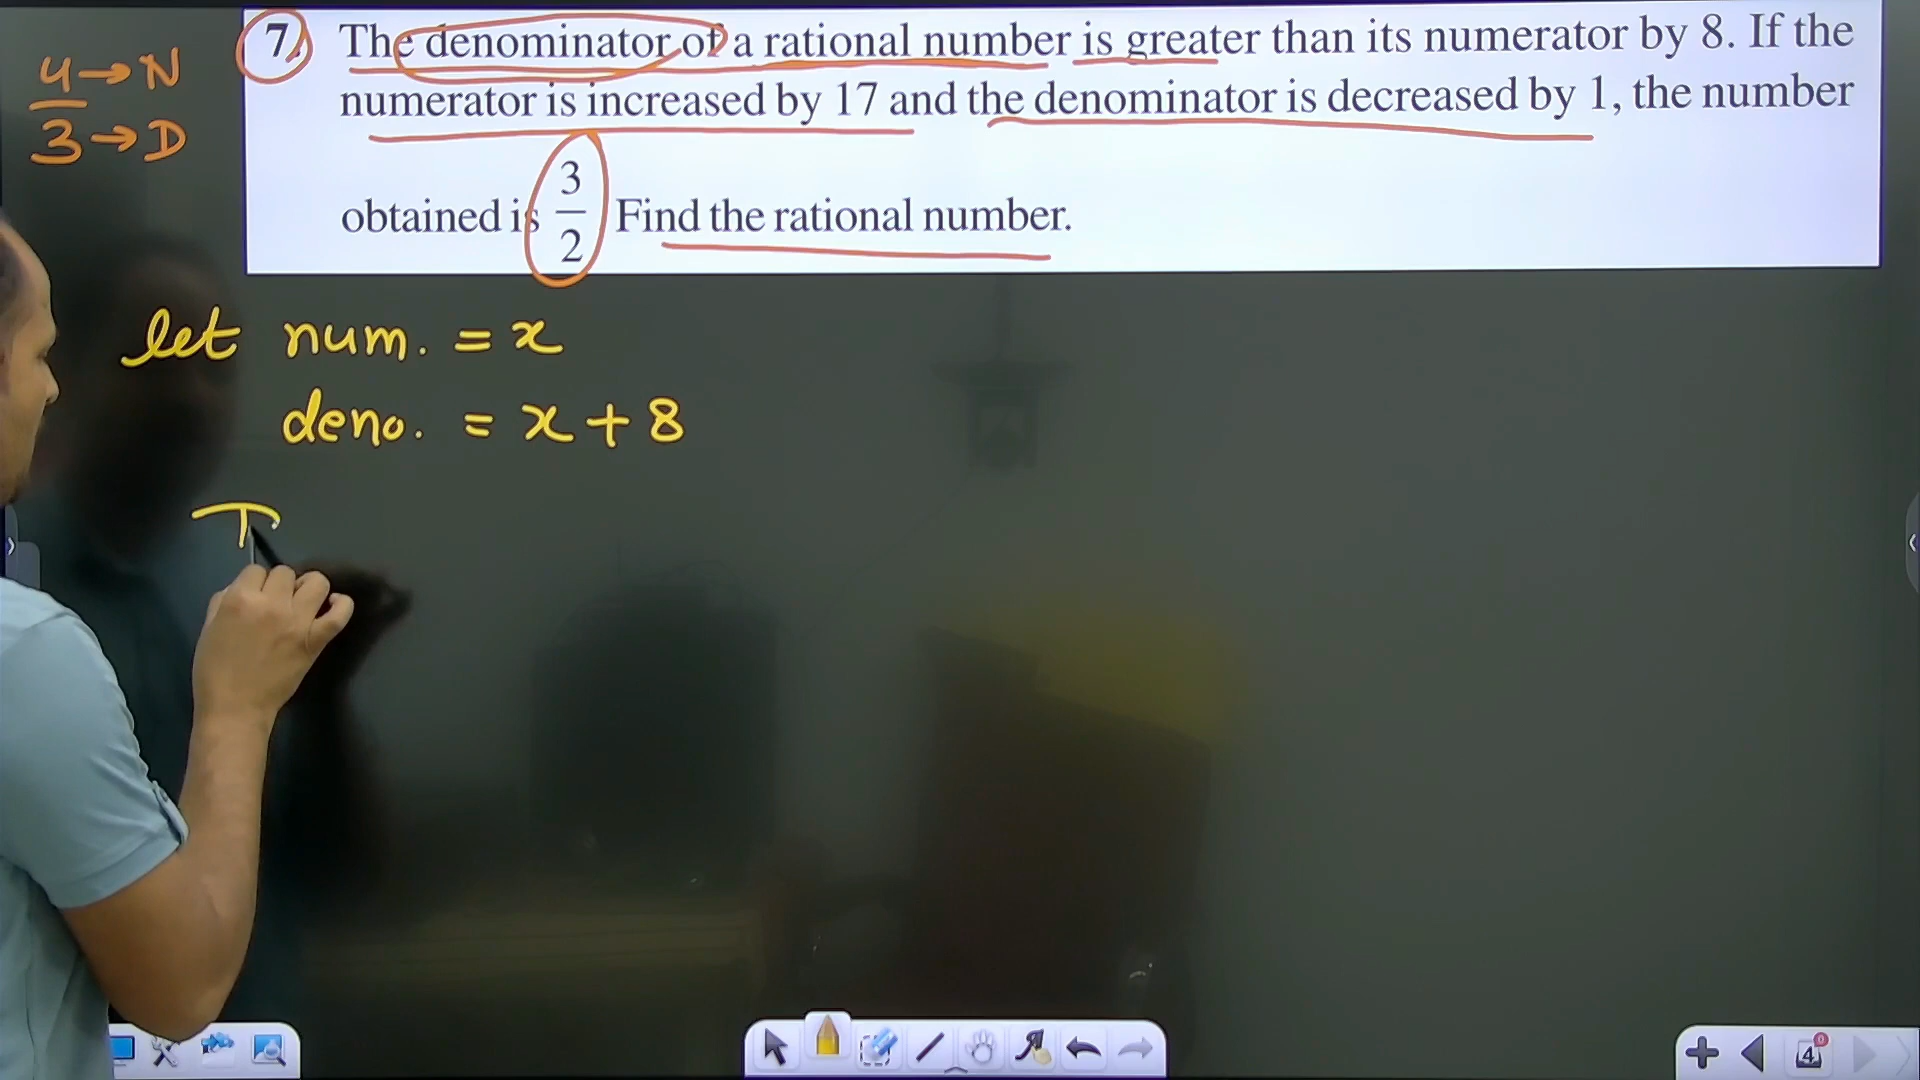 4 → N
3 → D
7. The denominator of a rational number is greater than its numerator by 8. If the
numerator is increased by 17 and the denominator is decreased by 1, the number
obtained is 3/2 Find the rational number.
let num. = x
deno. = x + 8
T
4
0